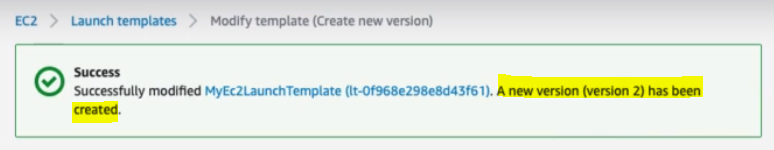 EC2 > Launch templates > Modify template (Create new version)
Success
Successfully modified MyEc2LaunchTemplate (lt-0f968e298e8d43f61). A new version (version 2) has been
created.